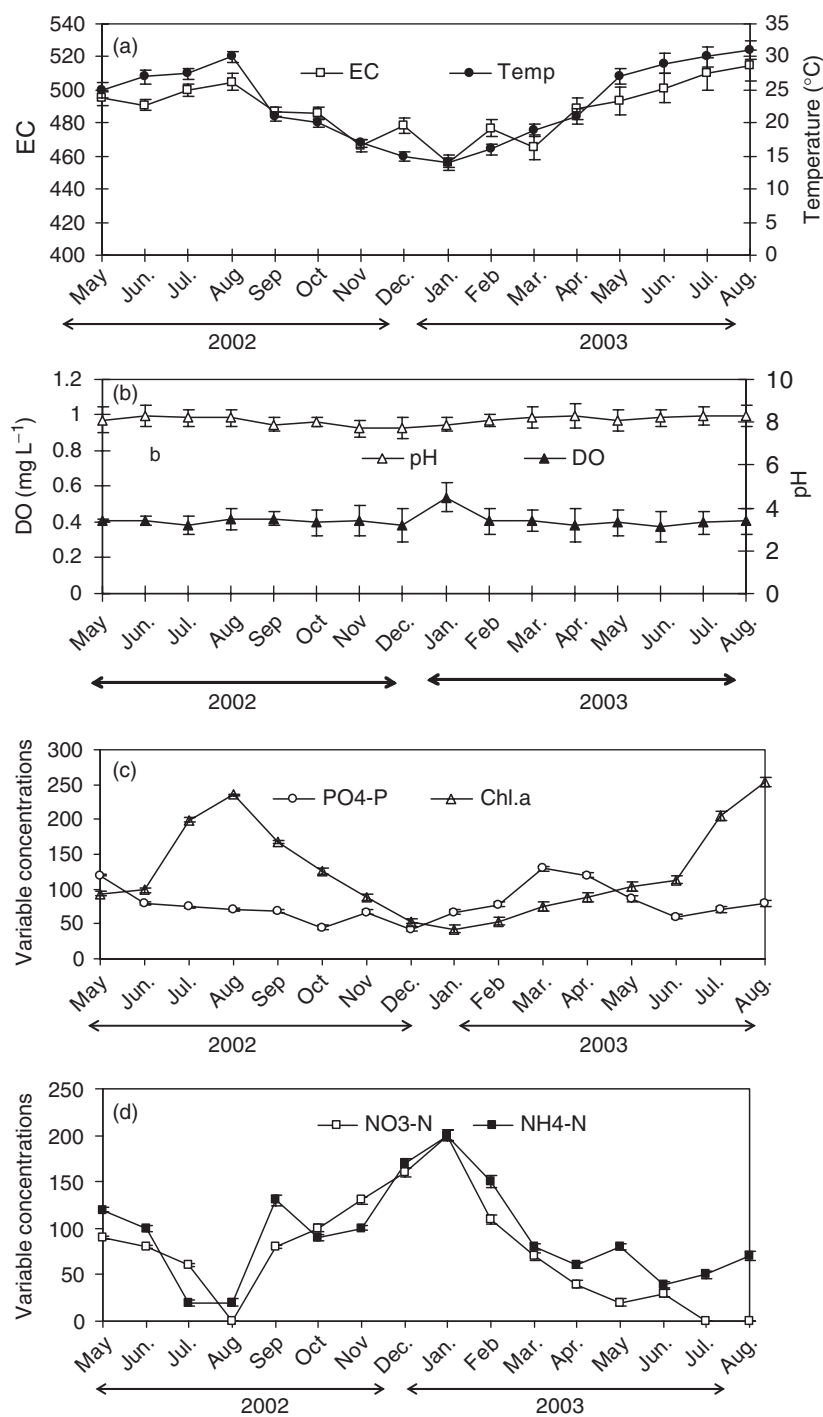 540
520
500
480
460
440
420
400
EC
(a)
EC
Temp
35
30
25
20
15
10
5
0
Temperature (°C)
May Jun. Jul. Aug Sep Oct Nov Dec. Jan. Feb Mar. Apr. May Jun. Jul. Aug.
2002 2003
1.2
1
0.8
0.6
0.4
0.2
0
DO (mg L−1)
(b)
b
pH
DO
10
8
6
4
2
0
pH
May Jun. Jul. Aug Sep Oct Nov Dec. Jan. Feb Mar. Apr. May Jun. Jul. Aug.
2002 2003
300
250
200
150
100
50
0
Variable concentrations
(c)
PO4-P
Chl.a
May Jun. Jul. Aug Sep Oct Nov Dec. Jan. Feb Mar. Apr. May Jun. Jul. Aug.
2002 2003
250
200
150
100
50
0
Variable concentrations
(d)
NO3-N
NH4-N
May Jun. Jul. Aug Sep Oct Nov Dec. Jan. Feb Mar. Apr. May Jun. Jul. Aug.
2002 2003